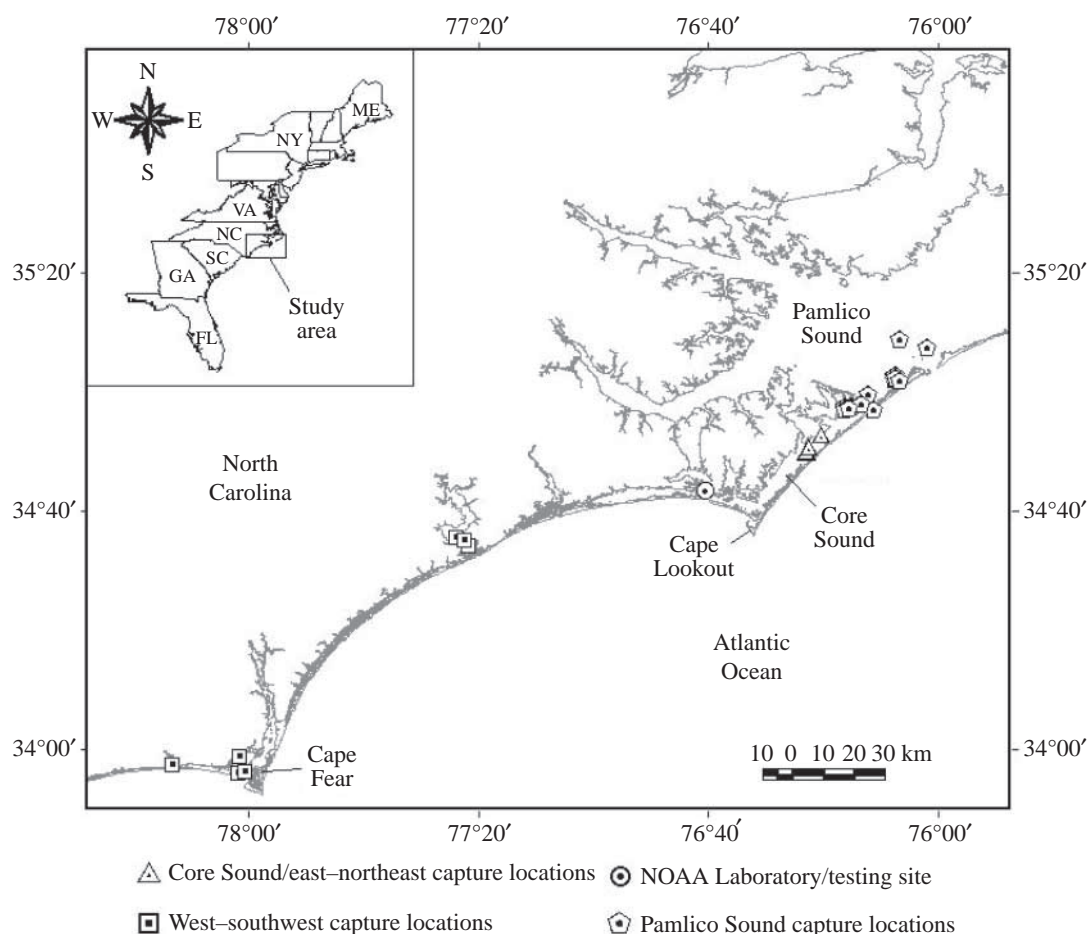 78°00′ 77°20′ 76°40′ 76°00′
N
W E
S
ME
NY
VA
NC
SC
GA
FL
Study
area
35°20′ 35°20′
Pamlico
Sound
North
Carolina
34°40′ 34°40′
Core
Sound
Cape
Lookout
Atlantic
Ocean
34°00′ 34°00′
Cape
Fear
10 0 10 20 30 km
78°00′ 77°20′ 76°40′ 76°00′
Core Sound/east–northeast capture locations
NOAA Laboratory/testing site
West–southwest capture locations
Pamlico Sound capture locations